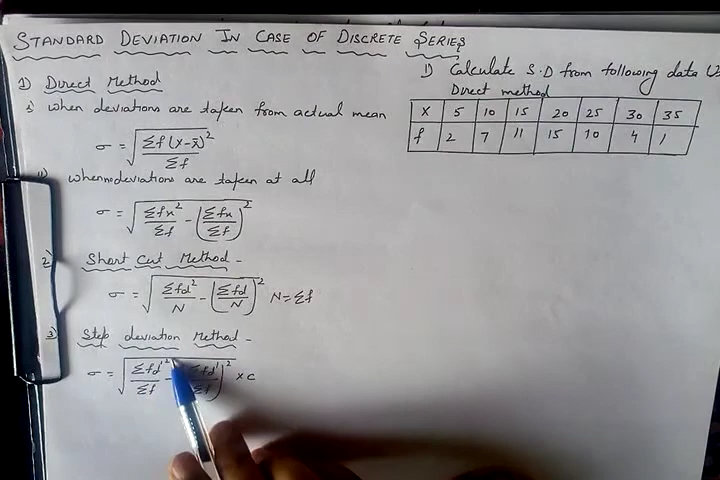 STANDARD DEVIATION IN CASE OF DISCRETE SERIES
1) Direct Method
i) when deviations are taken from actual mean
σ = √(Σf(x-x̄)² / Σf)
ii) when no deviations are taken at all
σ = √(Σfx²/Σf - (Σfx/Σf)²)
2) Short Cut Method -
σ = √(Σfd²/N - (Σfd/N)²) N=Σf
3) Step deviation Method -
σ = √(Σfd'²/Σf - (Σfd'/Σf)²) × c
1) Calculate S.D from following data
Direct method
X 5 10 15 20 25 30 35
f 2 7 11 15 10 4 1